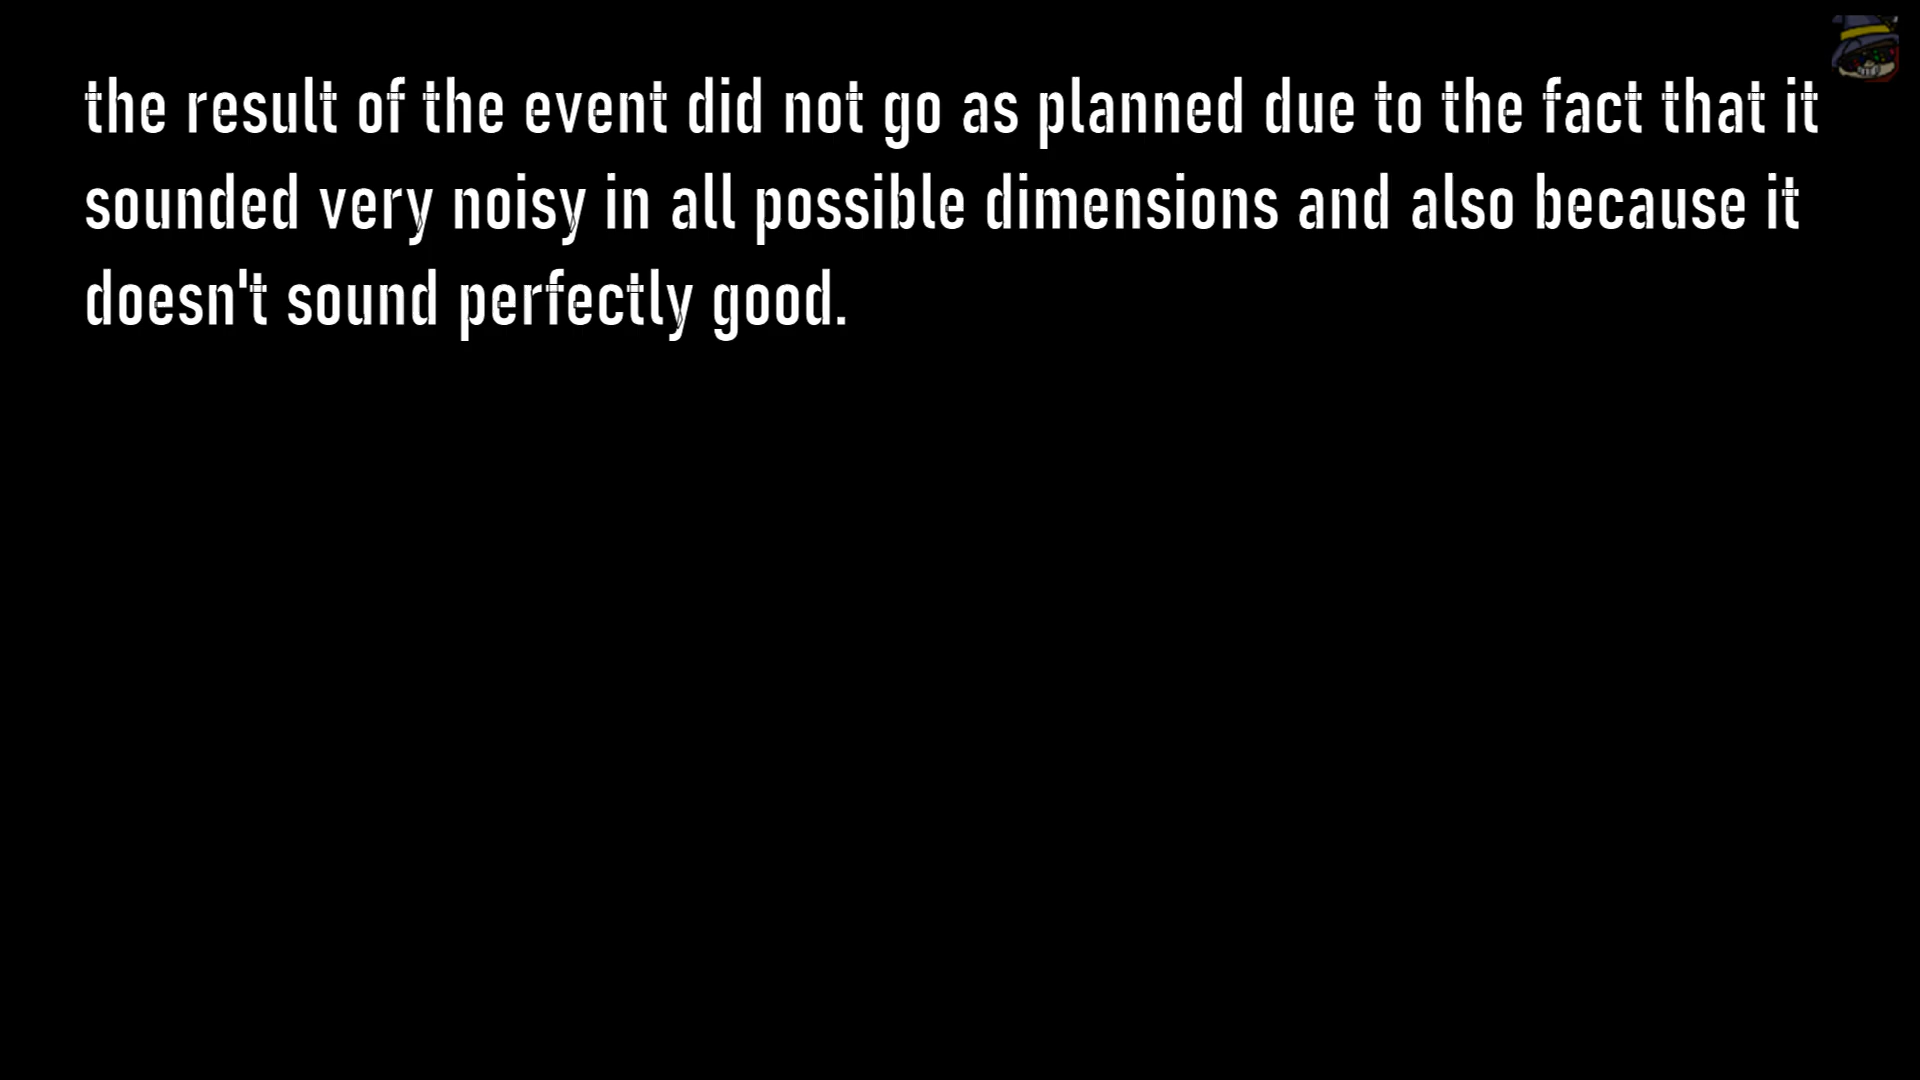 the result of the event did not go as planned due to the fact that it
sounded very noisy in all possible dimensions and also because it
doesn't sound perfectly good.